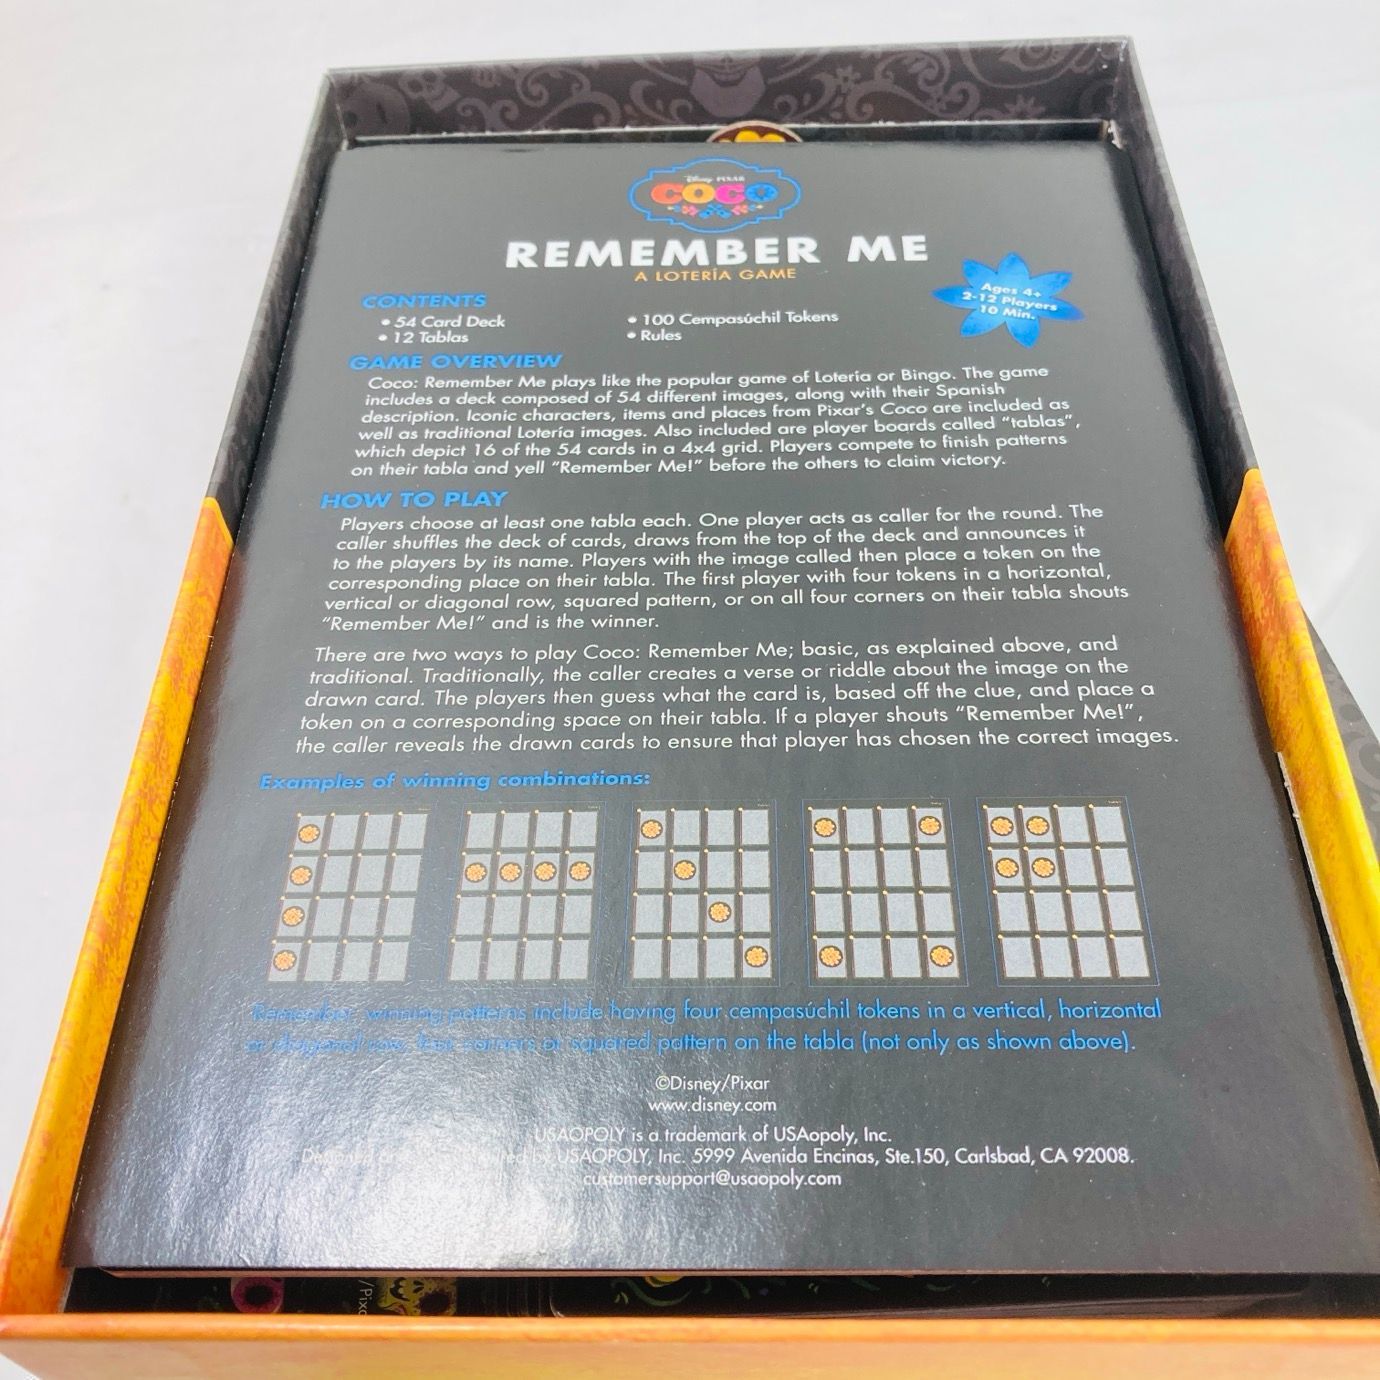 Disney PIXAR
COCO
REMEMBER ME
A LOTERÍA GAME
Ages 4+
2-12 Players
10 Min.
CONTENTS
• 54 Card Deck
• 12 Tablas
• 100 Cempasúchil Tokens
• Rules
GAME OVERVIEW
Coco: Remember Me plays like the popular game of Lotería or Bingo. The game
includes a deck composed of 54 different images, along with their Spanish
description. Iconic characters, items and places from Pixar's Coco are included as
well as traditional Lotería images. Also included are player boards called "tablas",
which depict 16 of the 54 cards in a 4x4 grid. Players compete to finish patterns
on their tabla and yell "Remember Me!" before the others to claim victory.
HOW TO PLAY
Players choose at least one tabla each. One player acts as caller for the round. The
caller shuffles the deck of cards, draws from the top of the deck and announces it
to the players by its name. Players with the image called then place a token on the
corresponding place on their tabla. The first player with four tokens in a horizontal,
vertical or diagonal row, squared pattern, or on all four corners on their tabla shouts
"Remember Me!" and is the winner.
There are two ways to play Coco: Remember Me; basic, as explained above, and
traditional. Traditionally, the caller creates a verse or riddle about the image on the
drawn card. The players then guess what the card is, based off the clue, and place a
token on a corresponding space on their tabla. If a player shouts "Remember Me!",
the caller reveals the drawn cards to ensure that player has chosen the correct images.
Examples of winning combinations:
Remember, winning patterns include having four cempasúchil tokens in a vertical, horizontal
or diagonal row, four corners or squared pattern on the tabla (not only as shown above).
©Disney/Pixar
www.disney.com
USAOPOLY is a trademark of USAopoly, Inc.
Designed by USAOPOLY, Inc. 5999 Avenida Encinas, Ste.150, Carlsbad, CA 92008.
customersupport@usaopoly.com
/Pixa